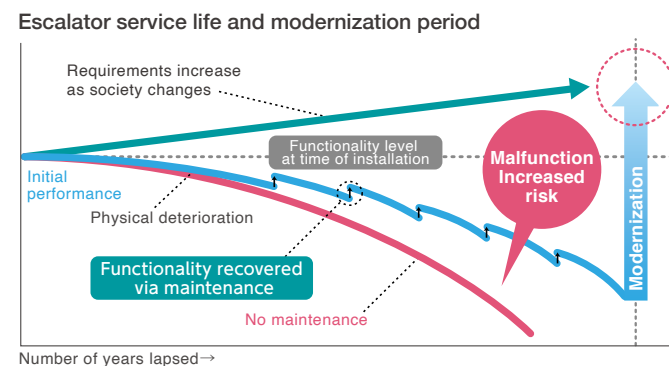 Escalator service life and modernization period
Requirements increase
as society changes
Functionality level
at time of installation
Malfunction
Increased
risk
Initial
performance
Physical deterioration
Modernization
Functionality recovered
via maintenance
No maintenance
Number of years lapsed→